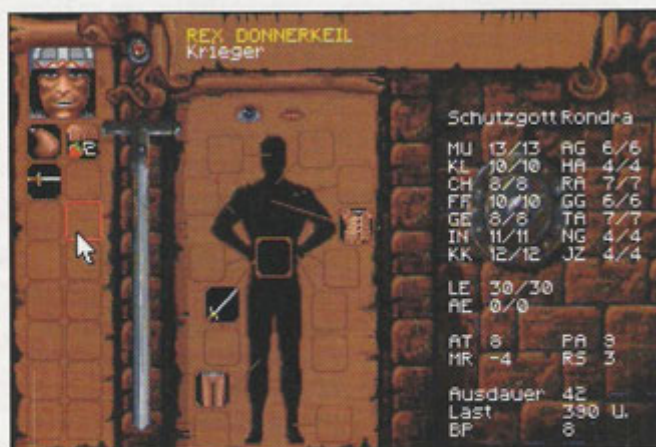 REX DONNERKEIL
Krieger
2
Schutzgott Rondra
MU 13/13 AG 6/6
KL 10/10 HA 4/4
CH 8/8 RA 7/7
FF 10/10 GG 6/6
GE 8/8 TA 7/7
IN 11/11 NG 4/4
KK 12/12 JZ 4/4
LE 30/30
AE 0/0
AT 8 PA 9
MR -4 RS 3
Ausdauer 42
Last 390 U.
BP 8